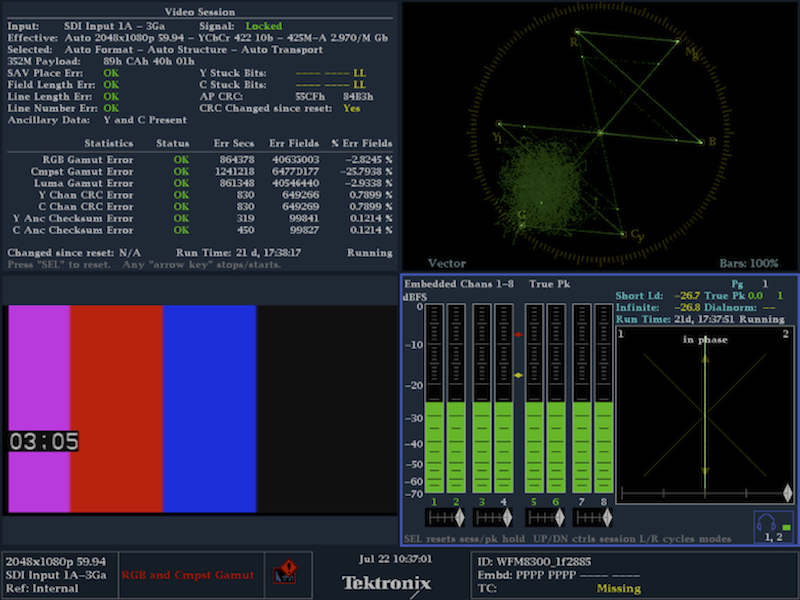 Video Session
Input: SDI Input 1A – 3Ga Signal: Locked
Effective: Auto 2048x1080p 59.94 – YCbCr 422 10b – 425M–A 2.970/M Gb
Selected: Auto Format – Auto Structure – Auto Transport
352M Payload: 89h CAh 40h 01h
SAV Place Err: OK Y Stuck Bits: –––– –––– LL
Field Length Err: OK C Stuck Bits: –––– –––– LL
Line Length Err: OK AP CRC: 55CFh 84B3h
Line Number Err: OK CRC Changed since reset: Yes
Ancillary Data: Y and C Present
Statistics Status Err Secs Err Fields % Err Fields
RGB Gamut Error OK 864378 40635003 –2.8245 %
Cmpst Gamut Error OK 1241218 6477D177 –25.7938 %
Luma Gamut Error OK 861348 40546440 –2.9338 %
Y Chan CRC Error OK 830 649266 0.7899 %
C Chan CRC Error OK 830 649269 0.7899 %
Y Anc Checksum Error OK 319 99841 0.1214 %
C Anc Checksum Error OK 450 99827 0.1214 %
Changed since reset: N/A Run Time: 21 d, 17:38:17 Running
Press "SEL" to reset. Any "arrow key" stops/starts.
R
Mg
Yl
B
G
Cy
Vector Bars: 100%
03:05
Embedded Chans 1–8 True Pk Pg 1
dBFS
Short Ld: –26.7 True Pk 0.0 1
Infinite: –26.8 Dialnorm: ––
Run Time: 21d, 17:37:51 Running
0
–10
–20
–30
–40
–50
–60
–70
1 2 3 4 5 6 7 8
1 in phase 2
1, 2
SEL resets sess/pk hold UP/DN ctrls session L/R cycles modes
2048x1080p 59.94
SDI Input 1A–3Ga
Ref: Internal
RGB and Cmpst Gamut
Jul 22 10:37:01
Tektronix
ID: WFM8300_1f2885
Embd: PPPP PPPP –––– ––––
TC: Missing